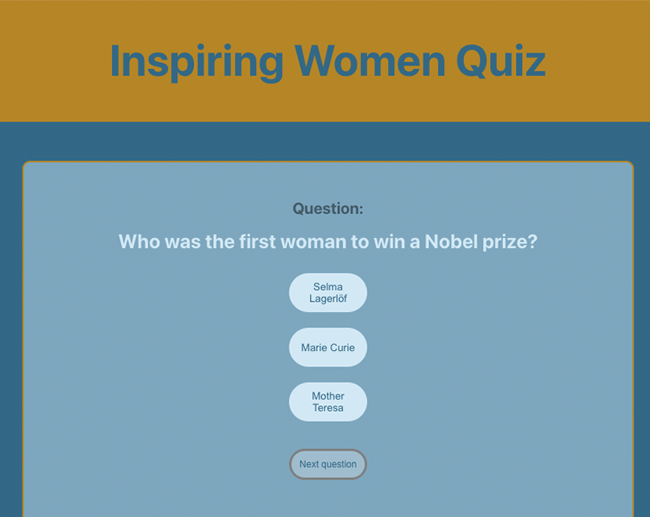 Inspiring Women Quiz
Question:
Who was the first woman to win a Nobel prize?
Selma
Lagerlöf
Marie Curie
Mother
Teresa
Next question